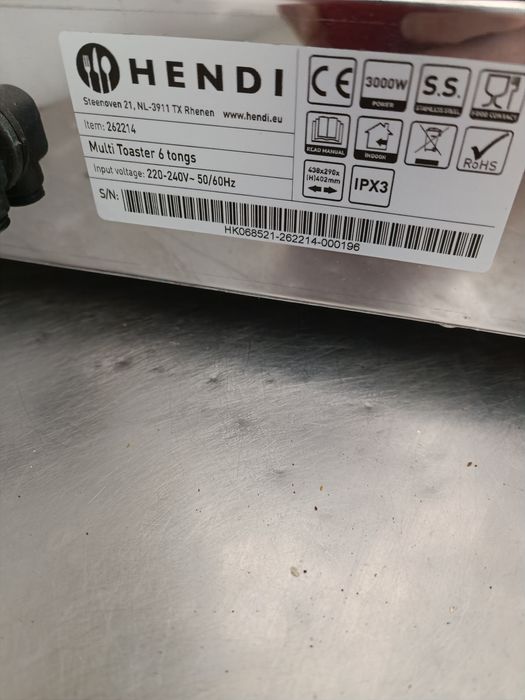 HENDI
Steenoven 21, NL-3911 TX Rhenen www.hendi.eu
Item: 262214
Multi Toaster 6 tongs
Input voltage: 220-240V~ 50/60Hz
S/N:
HK068521-262214-000196
CE
3000W
POWER
S.S.
STAINLESS STEEL
FOOD CONTACT
READ MANUAL
INDOOR
RoHS
438x290x
(H)402mm
IPX3